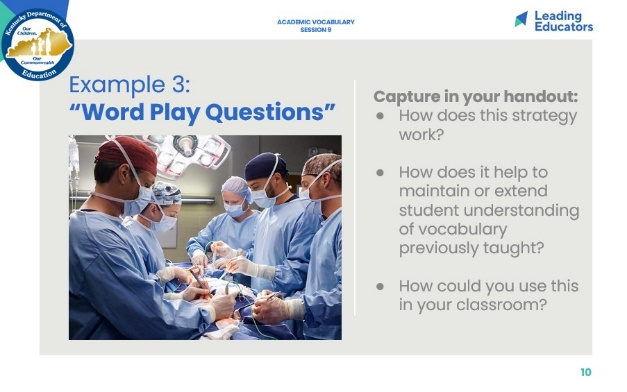 Kentucky Department of
Our
Children,
Our
Commonwealth
Education
ACADEMIC VOCABULARY
SESSION 9
Leading
Educators
Example 3:
“Word Play Questions”
Capture in your handout:
● How does this strategy
work?
● How does it help to
maintain or extend
student understanding
of vocabulary
previously taught?
● How could you use this
in your classroom?
10